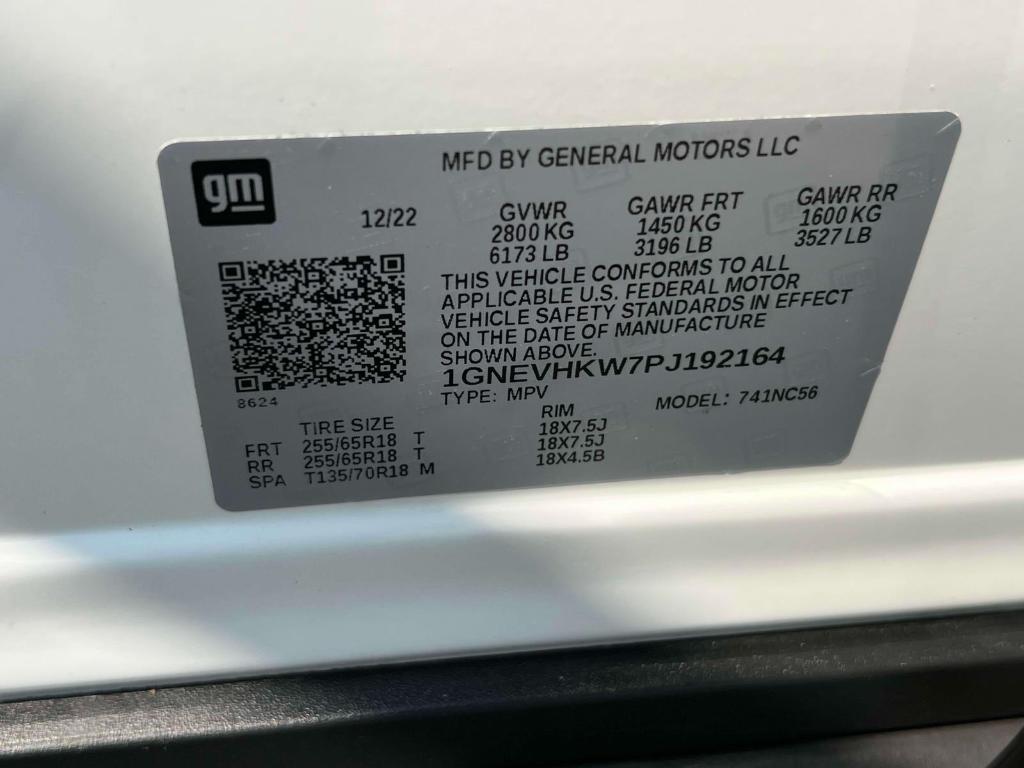 gm
MFD BY GENERAL MOTORS LLC
12/22
GVWR
2800 KG
6173 LB
GAWR FRT
1450 KG
3196 LB
GAWR RR
1600 KG
3527 LB
THIS VEHICLE CONFORMS TO ALL
APPLICABLE U.S. FEDERAL MOTOR
VEHICLE SAFETY STANDARDS IN EFFECT
ON THE DATE OF MANUFACTURE
SHOWN ABOVE.
1GNEVHKW7PJ192164
TYPE: MPV MODEL: 741NC56
8624
TIRE SIZE RIM
FRT 255/65R18 T 18X7.5J
RR 255/65R18 T 18X7.5J
SPA T135/70R18 M 18X4.5B